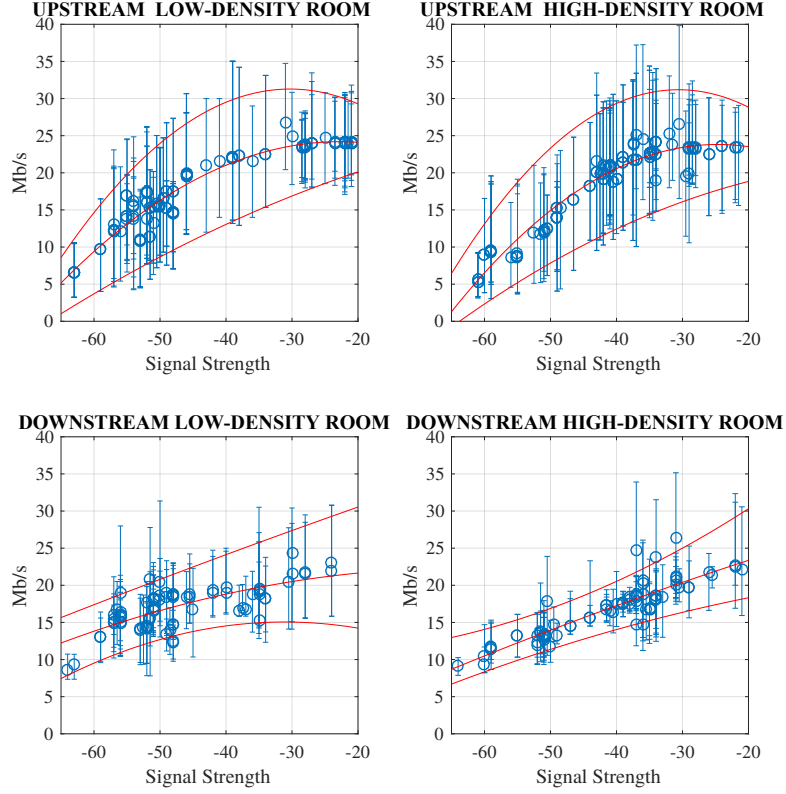 UPSTREAM LOW-DENSITY ROOM
40
35
30
25
20
15
10
5
0
Mb/s
-60 -50 -40 -30 -20
Signal Strength
UPSTREAM HIGH-DENSITY ROOM
40
35
30
25
20
15
10
5
0
Mb/s
-60 -50 -40 -30 -20
Signal Strength
DOWNSTREAM LOW-DENSITY ROOM
40
35
30
25
20
15
10
5
0
Mb/s
-60 -50 -40 -30 -20
Signal Strength
DOWNSTREAM HIGH-DENSITY ROOM
40
35
30
25
20
15
10
5
0
Mb/s
-60 -50 -40 -30 -20
Signal Strength